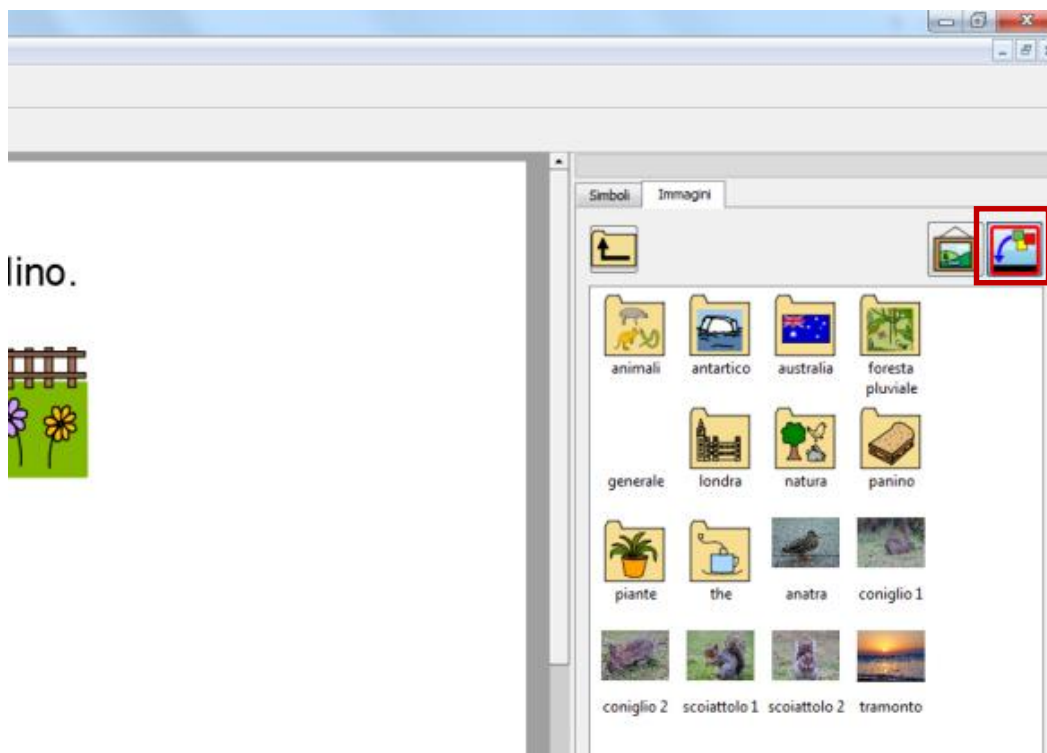 Simboli Immagini
lino.
animali antartico australia foresta
pluviale
generale londra natura panino
piante the anatra coniglio 1
coniglio 2 scoiattolo 1 scoiattolo 2 tramonto